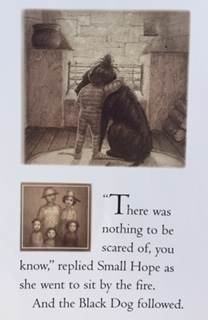 “There was
nothing to be
scared of, you
know,” replied Small Hope as
she went to sit by the fire.
And the Black Dog followed.